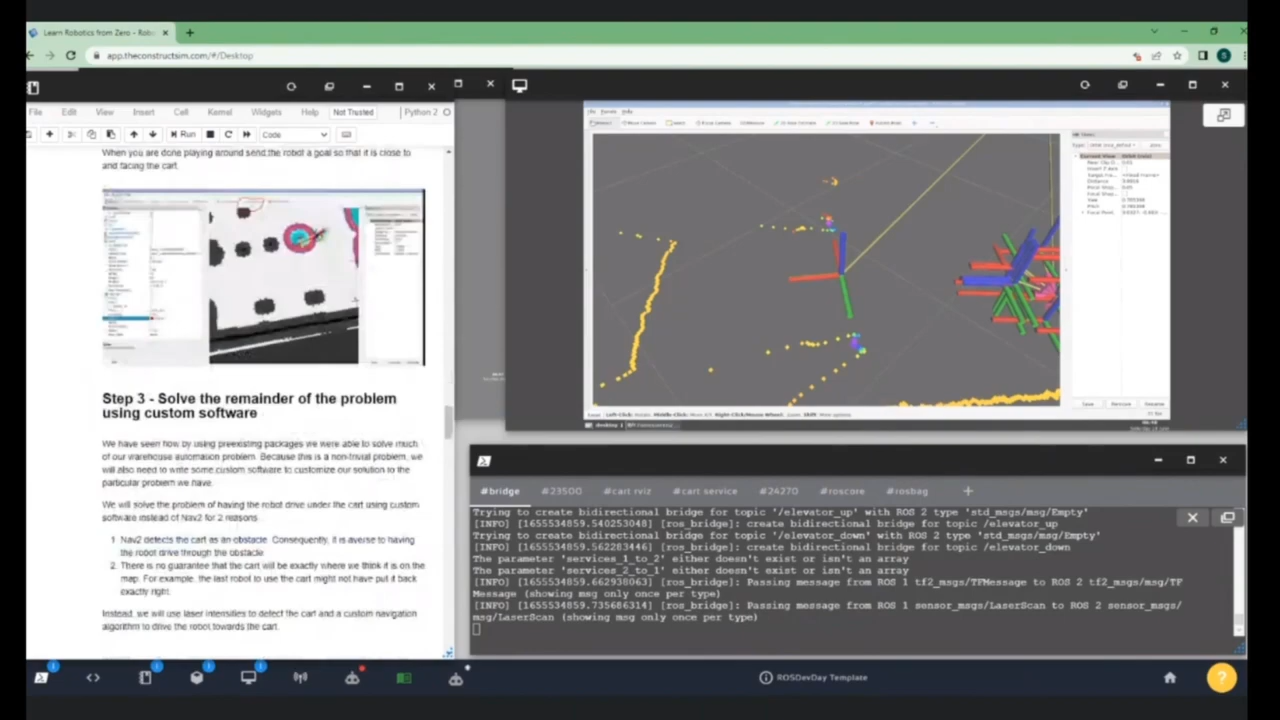 Learn Robotics from Zero - Rob
app.theconstructsim.com/#/Desktop
S
File Edit View Insert Cell Kernel Widgets Help Not Trusted Python 2
Run Code
When you are done playing around send the robot a goal so that it is close to
and facing the cart.
Step 3 - Solve the remainder of the problem
using custom software
We have seen how by using preexisting packages we were able to solve much
of our warehouse automation problem. Because this is a non-trivial problem, we
will also need to write some custom software to customize our solution to the
particular problem we have.
We will solve the problem of having the robot drive under the cart using custom
software instead of Nav2 for 2 reasons.
1 Nav2 detects the cart as an obstacle. Consequently, it is averse to having
the robot drive through the obstacle.
2. There is no guarantee that the cart will be exactly where we think it is on the
map. For example, the last robot to use the cart might not have put it back
exactly right.
Instead, we will use laser intensities to detect the cart and a custom navigation
algorithm to drive the robot towards the cart.
#bridge #23500 #cart rviz #cart service #24270 #roscore #rosbag
Trying to create bidirectional bridge for topic '/elevator_up' with ROS 2 type 'std_msgs/msg/Empty'
[INFO] [1655534859.540253048] [ros_bridge]: create bidirectional bridge for topic /elevator_up
Trying to create bidirectional bridge for topic '/elevator_down' with ROS 2 type 'std_msgs/msg/Empty'
[INFO] [1655534859.562283446] [ros_bridge]: create bidirectional bridge for topic /elevator_down
The parameter 'services_1_to_2' either doesn't exist or isn't an array
The parameter 'services_2_to_1' either doesn't exist or isn't an array
[INFO] [1655534859.662938063] [ros_bridge]: Passing message from ROS 1 tf2_msgs/TFMessage to ROS 2 tf2_msgs/msg/TF
Message (showing msg only once per type)
[INFO] [1655534859.735686314] [ros_bridge]: Passing message from ROS 1 sensor_msgs/LaserScan to ROS 2 sensor_msgs/
msg/LaserScan (showing msg only once per type)
1 1 1
ROSDevDay Template
?